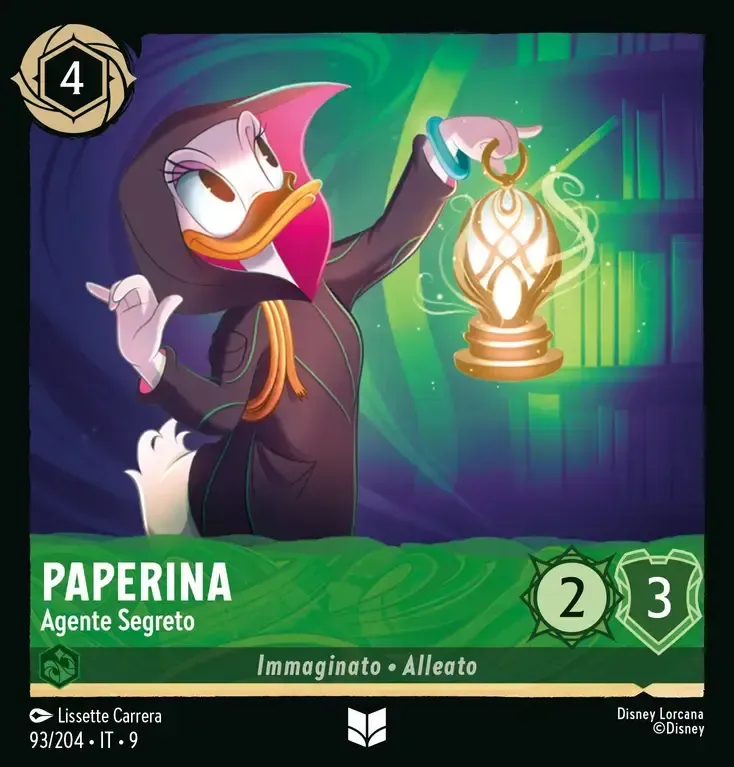 4
PAPERINA
Agente Segreto
2
3
Immaginato • Alleato
Lissette Carrera
93/204 • IT • 9
Disney Lorcana
©Disney